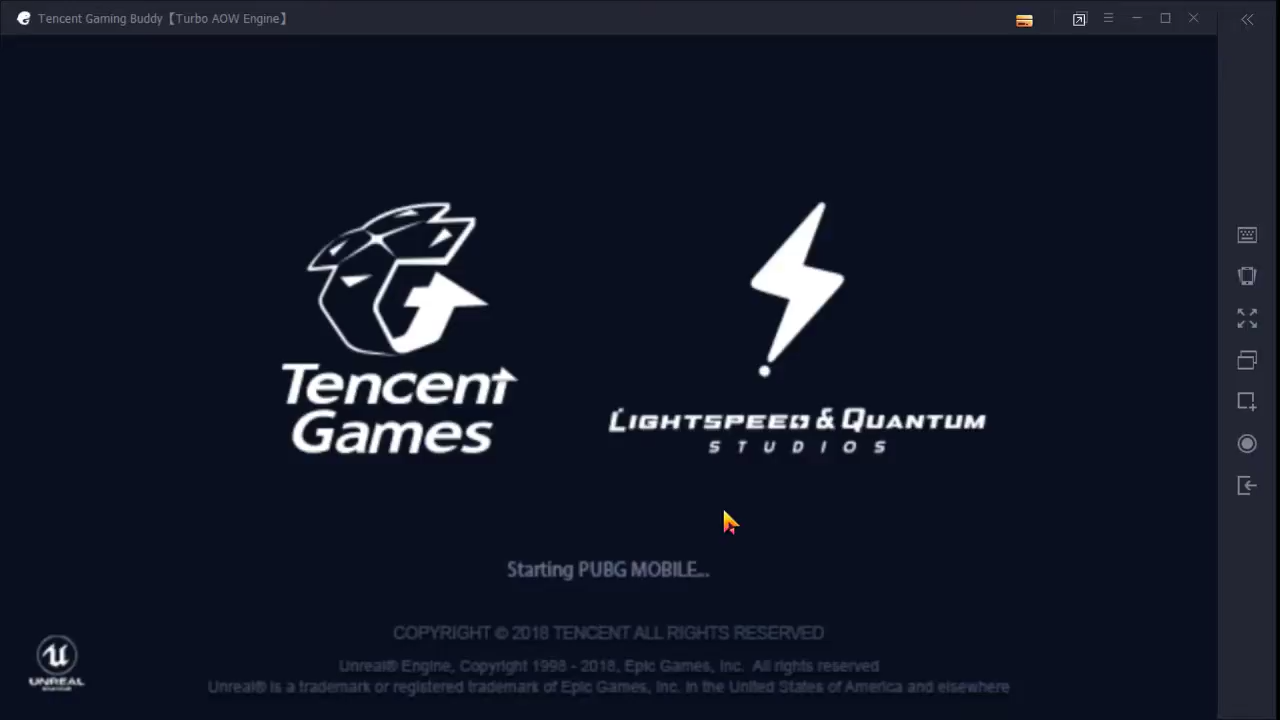 Tencent Gaming Buddy【Turbo AOW Engine】
Tencent
Games
LIGHTSPEED & QUANTUM
STUDIOS
Starting PUBG MOBILE...
COPYRIGHT © 2018 TENCENT ALL RIGHTS RESERVED
Unreal® Engine, Copyright 1998 - 2018, Epic Games, Inc. All rights reserved
Unreal® is a trademark or registered trademark of Epic Games, Inc. in the United States of America and elsewhere
UNREAL